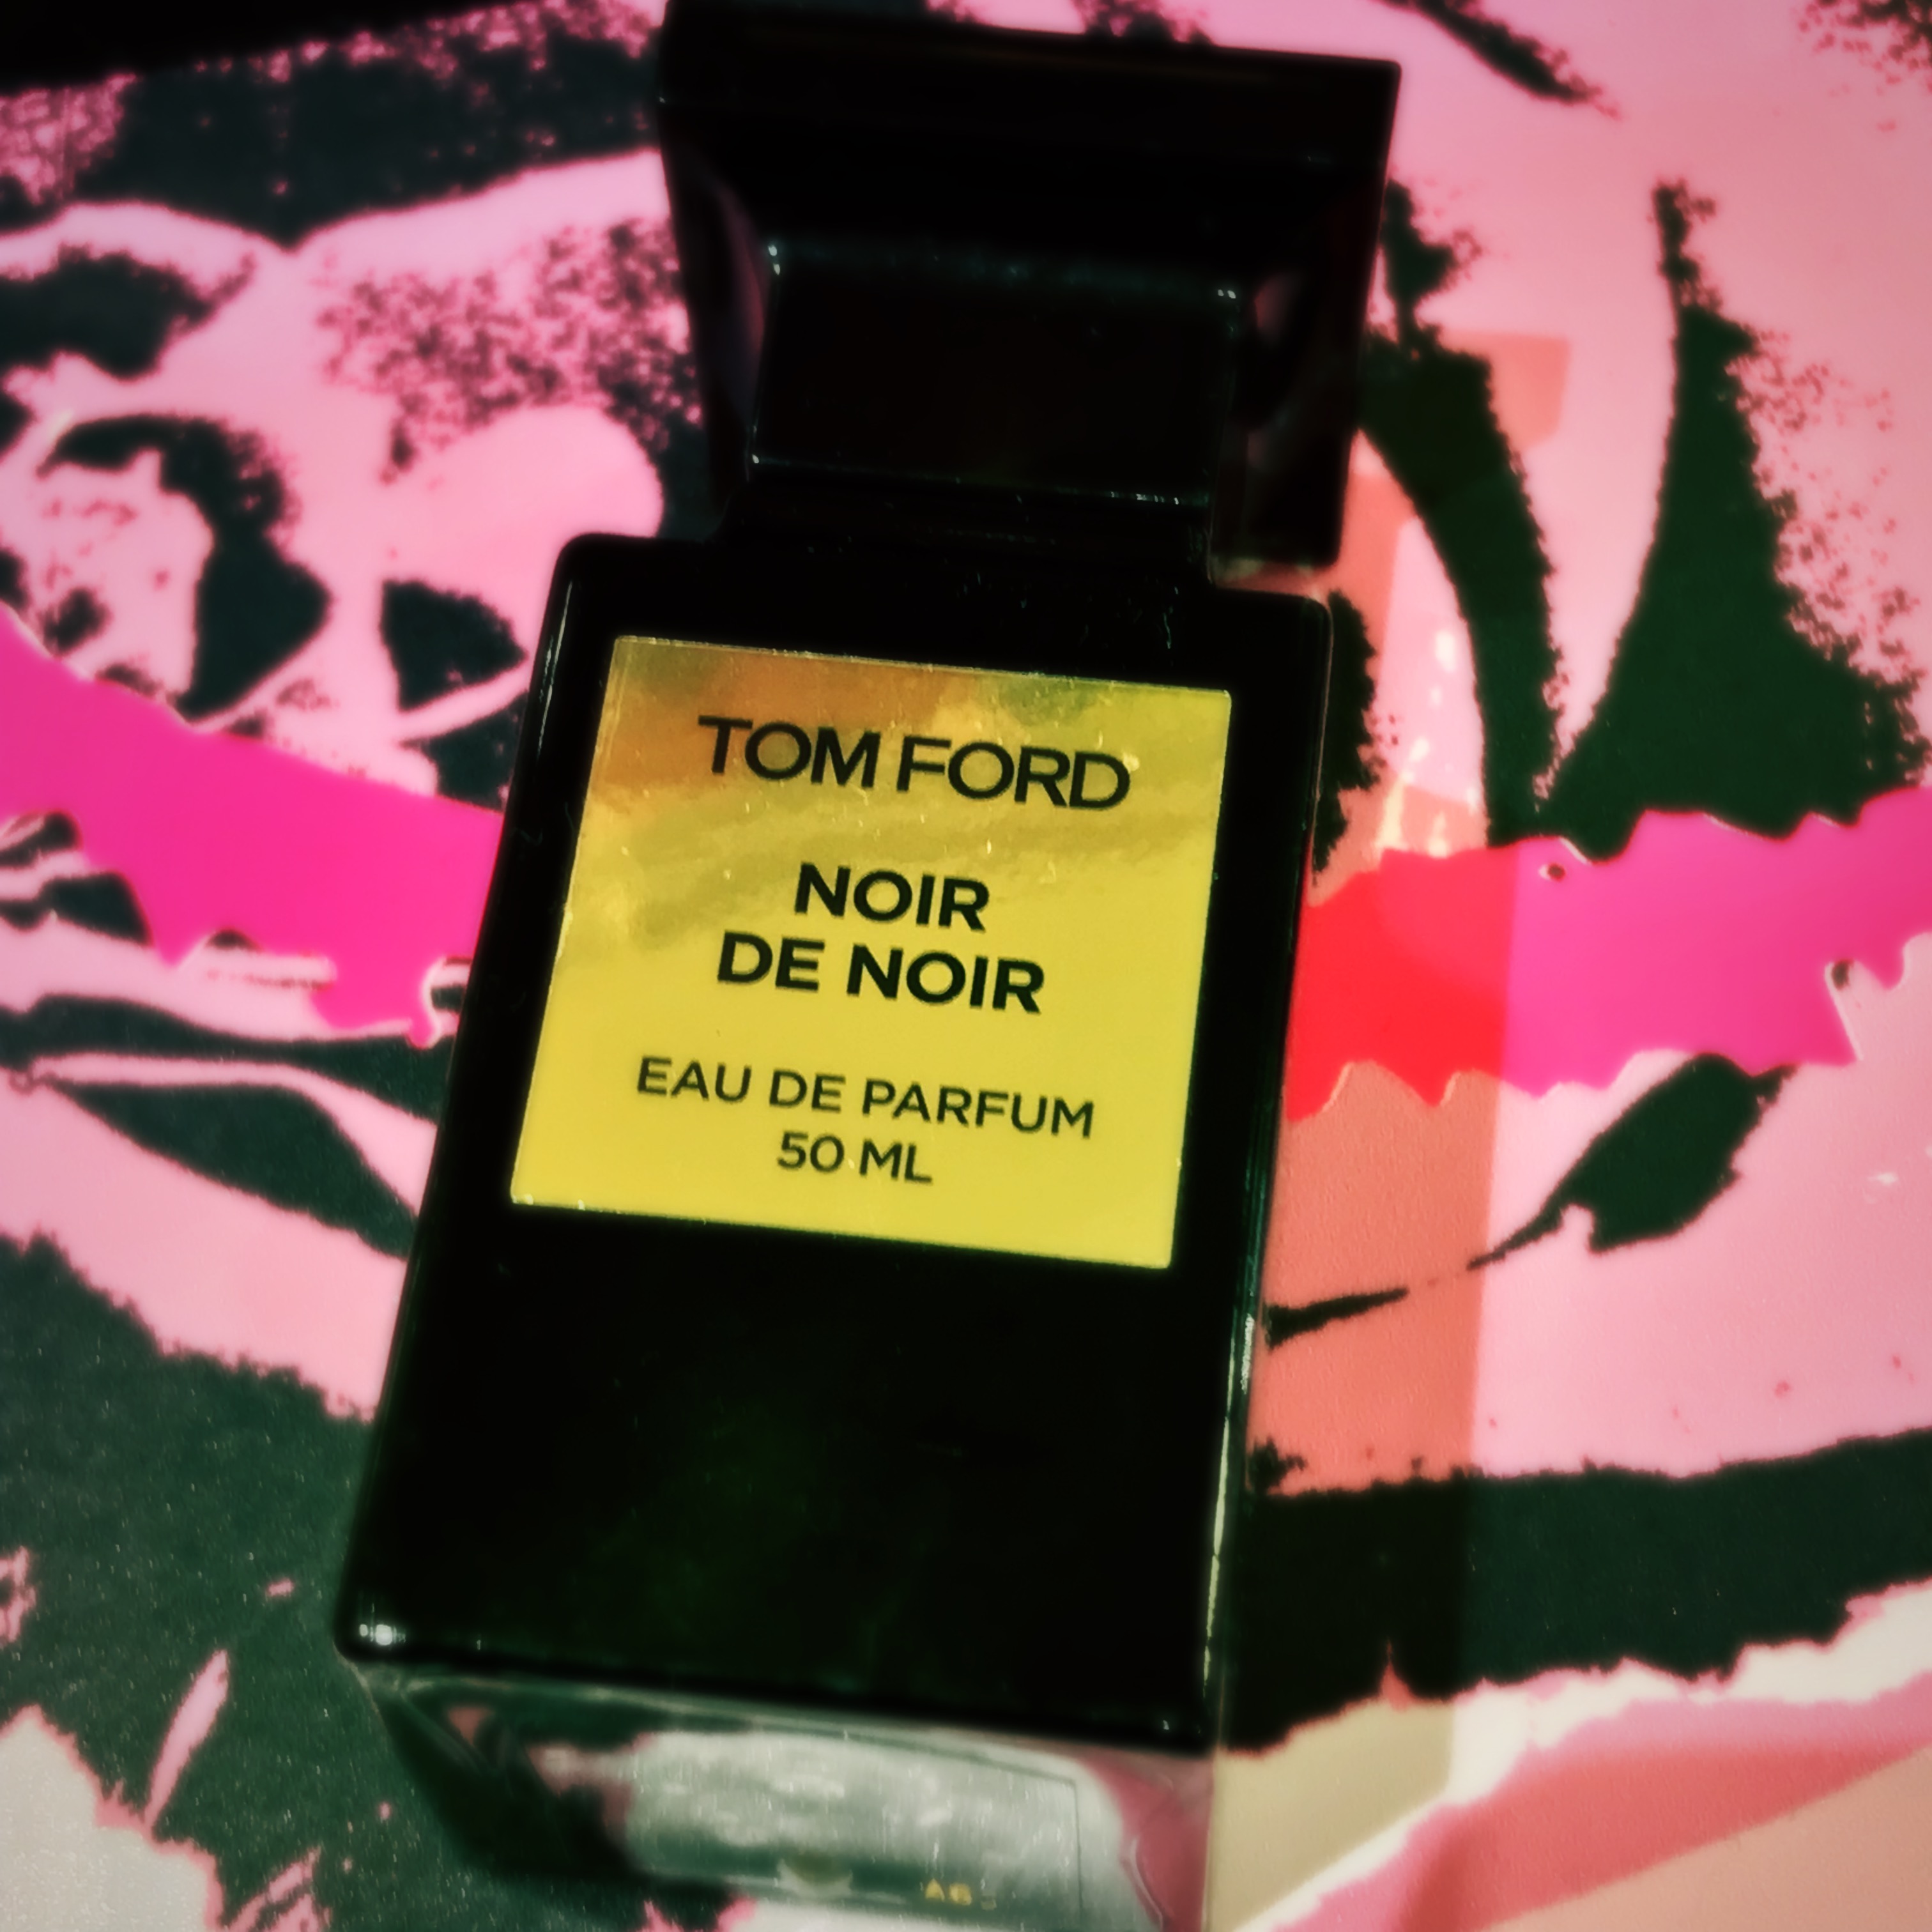 TOM FORD
NOIR
DE NOIR
EAU DE PARFUM
50 ML